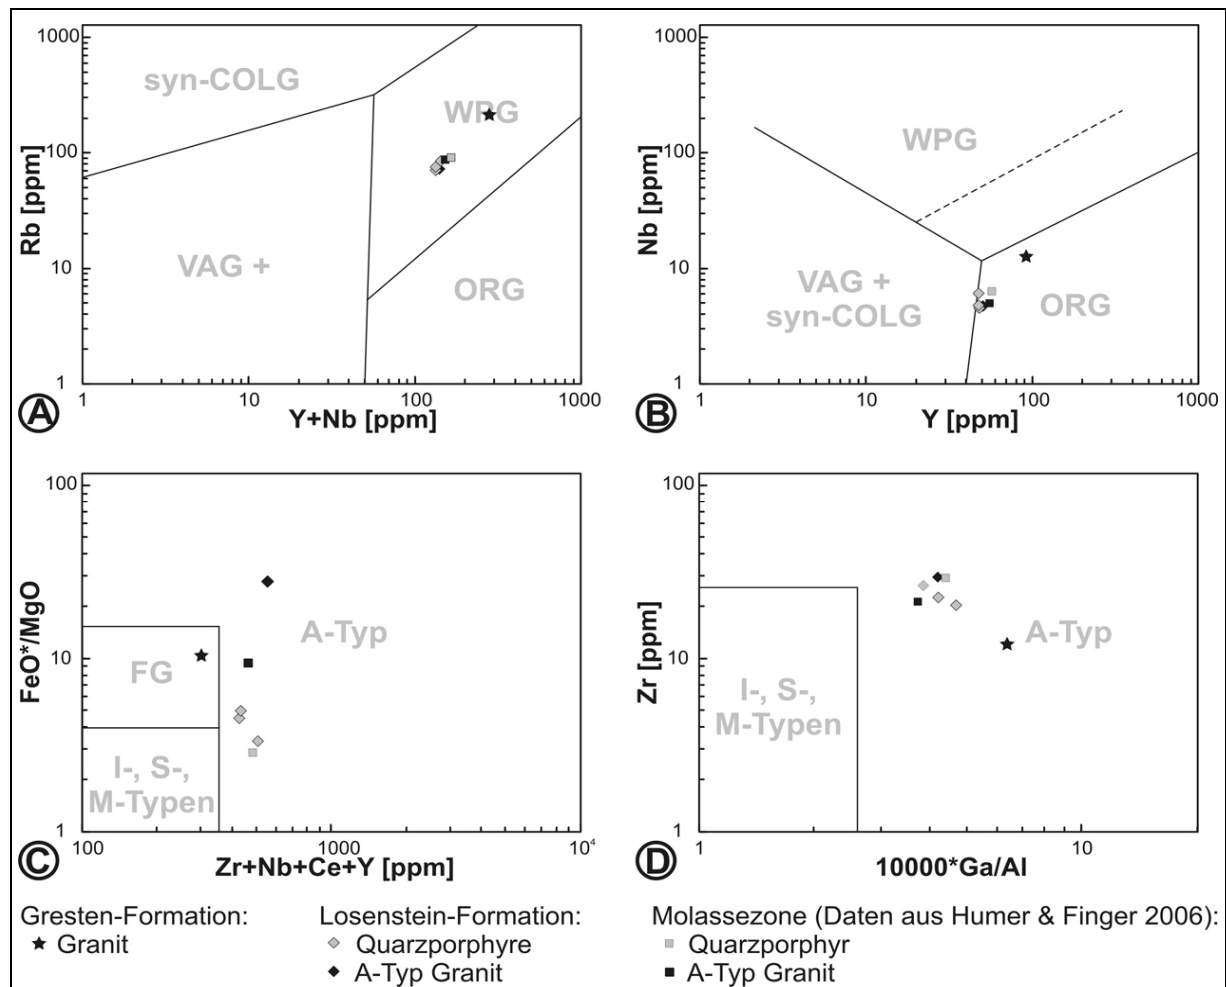 1000
100
10
1
Rb [ppm]
syn-COLG
WPG
VAG +
ORG
1
10
100
1000
Y+Nb [ppm]
A
1000
100
10
1
Nb [ppm]
WPG
VAG +
syn-COLG
ORG
1
10
100
1000
Y [ppm]
B
100
10
1
FeO*/MgO
A-Typ
FG
I-, S-,
M-Typen
100
1000
10⁴
Zr+Nb+Ce+Y [ppm]
C
100
10
1
Zr [ppm]
A-Typ
I-, S-,
M-Typen
1
10
10000*Ga/Al
D
Gresten-Formation:
Granit
Losenstein-Formation:
Quarzporphyre
A-Typ Granit
Molassezone (Daten aus Humer & Finger 2006):
Quarzporphyr
A-Typ Granit